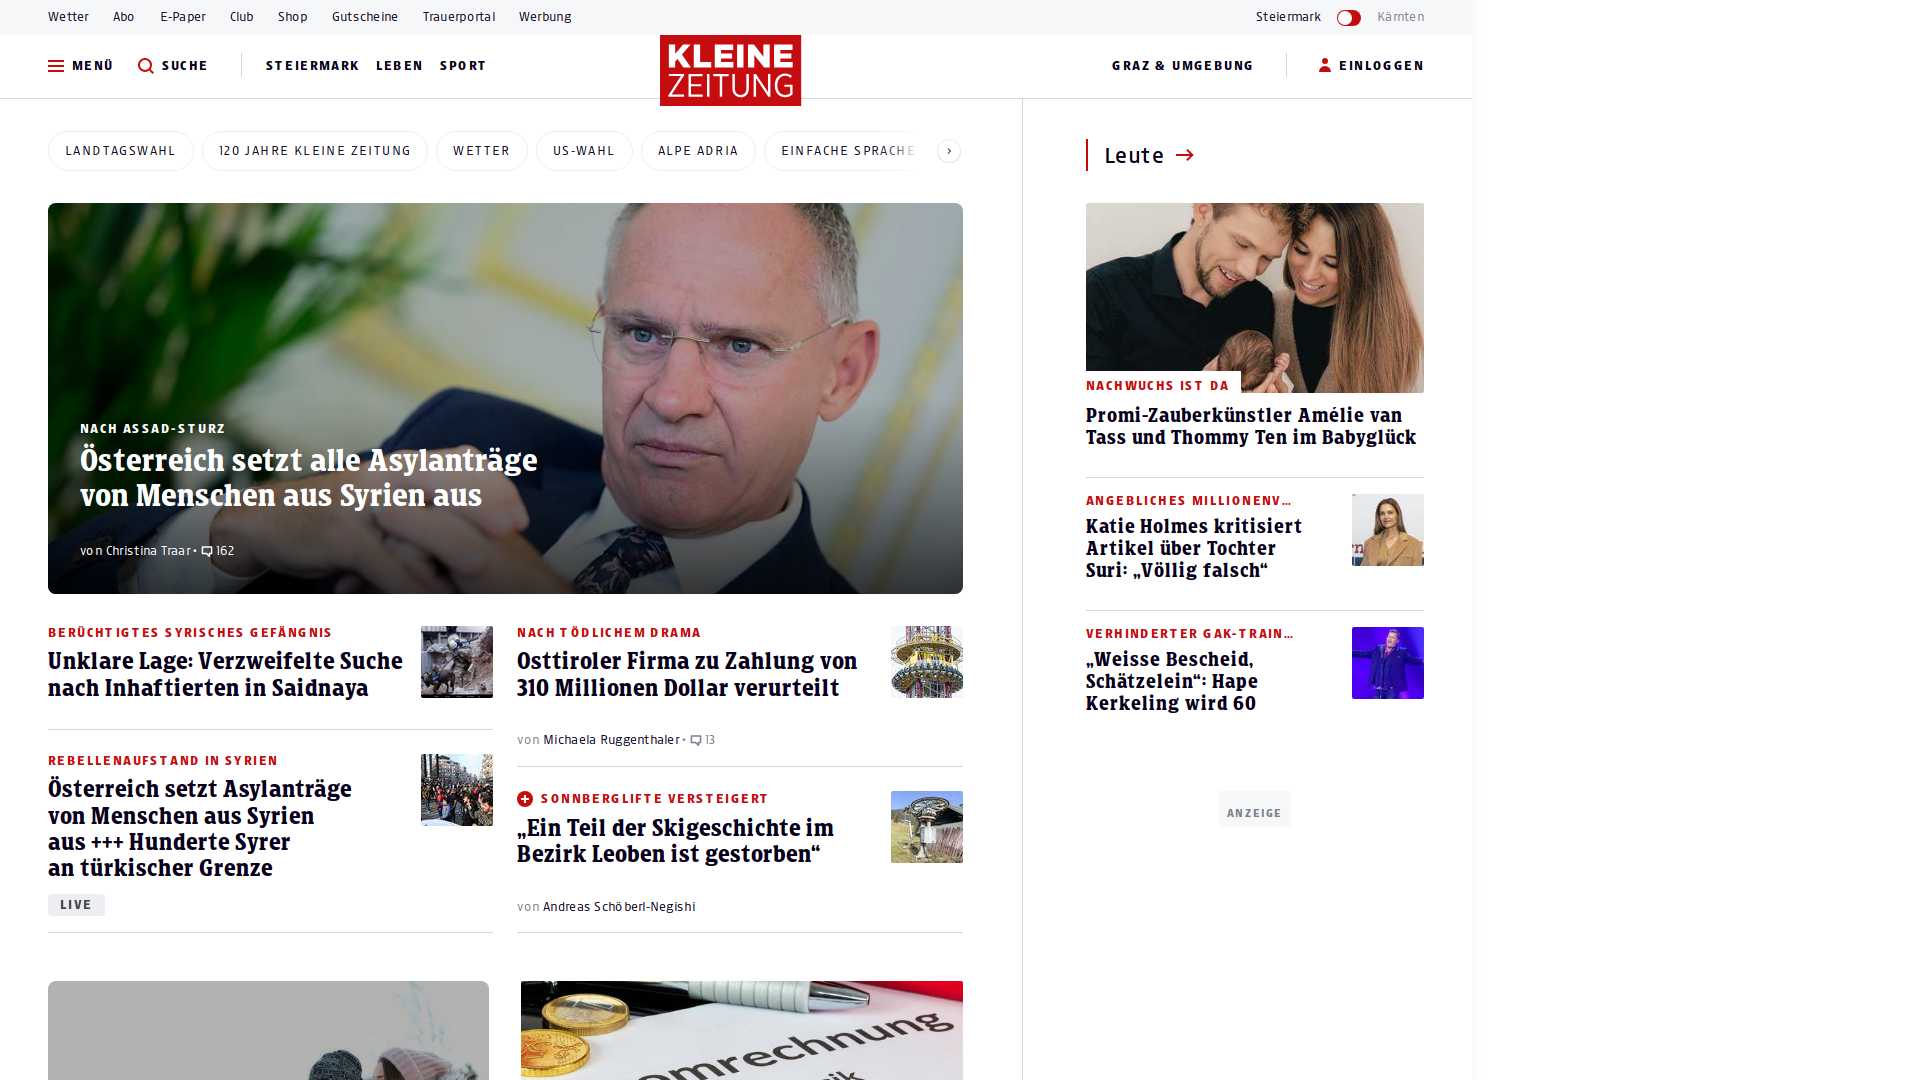 Wetter Abo E-Paper Club Shop Gutscheine Trauerportal Werbung Steiermark Kärnten
MENÜ SUCHE STEIERMARK LEBEN SPORT KLEINE ZEITUNG GRAZ & UMGEBUNG EINLOGGEN
LANDTAGSWAHL 120 JAHRE KLEINE ZEITUNG WETTER US-WAHL ALPE ADRIA EINFACHE SPRACHE
NACH ASSAD-STURZ
Österreich setzt alle Asylanträge
von Menschen aus Syrien aus
von Christina Traar • 162
BERÜCHTIGTES SYRISCHES GEFÄNGNIS
Unklare Lage: Verzweifelte Suche
nach Inhaftierten in Saidnaya
REBELLENAUFSTAND IN SYRIEN
Österreich setzt Asylanträge
von Menschen aus Syrien
aus +++ Hunderte Syrer
an türkischer Grenze
LIVE
NACH TÖDLICHEM DRAMA
Osttiroler Firma zu Zahlung von
310 Millionen Dollar verurteilt
von Michaela Ruggenthaler • 13
SONNBERGLIFTE VERSTEIGERT
„Ein Teil der Skigeschichte im
Bezirk Leoben ist gestorben“
von Andreas Schöberl-Negishi
Leute
NACHWUCHS IST DA
Promi-Zauberkünstler Amélie van
Tass und Thommy Ten im Babyglück
ANGEBLICHES MILLIONENV...
Katie Holmes kritisiert
Artikel über Tochter
Suri: „Völlig falsch“
VERHINDERTER GAK-TRAIN...
„Weisse Bescheid,
Schätzelein“: Hape
Kerkeling wird 60
ANZEIGE
omrechnung